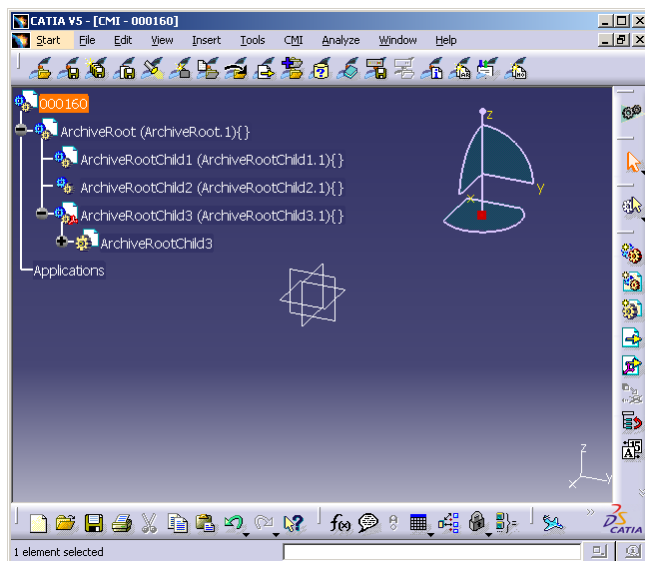 CATIA V5 - [CMI - 000160]
Start File Edit View Insert Tools CMI Analyze Window Help
000160
ArchiveRoot (ArchiveRoot.1){}
ArchiveRootChild1 (ArchiveRootChild1.1){}
ArchiveRootChild2 (ArchiveRootChild2.1){}
ArchiveRootChild3 (ArchiveRootChild3.1){}
ArchiveRootChild3
Applications
z
y
x
z
x
y
f(x)
CATIA
1 element selected